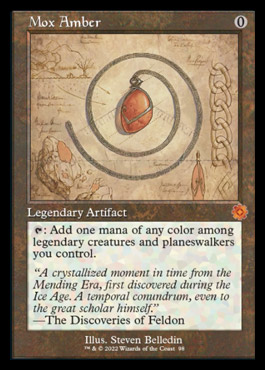 Mox Amber 0
Legendary Artifact
: Add one mana of any color among
legendary creatures and planeswalkers
you control.
“A crystallized moment in time from the
Mending Era, first discovered during the
Ice Age. A temporal conundrum, even to
the great scholar himself.”
—The Discoveries of Feldon
Illus. Steven Belledin
™ & © 2022 Wizards of the Coast 98